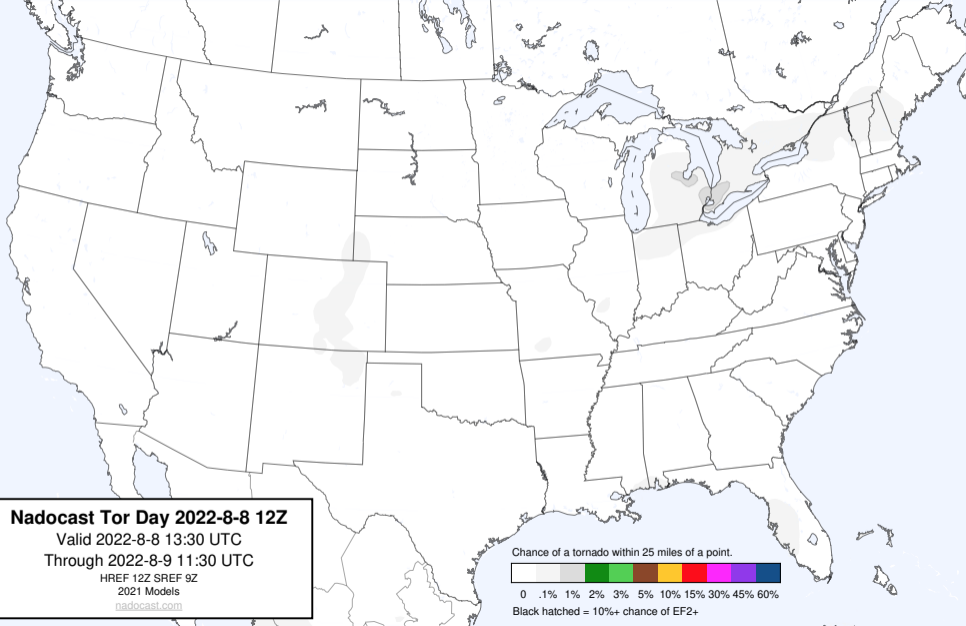 Nadocast Tor Day 2022-8-8 12Z
Valid 2022-8-8 13:30 UTC
Through 2022-8-9 11:30 UTC
HREF 12Z SREF 9Z
2021 Models
nadocast.com
Chance of a tornado within 25 miles of a point.
0 .1% 1% 2% 3% 5% 10% 15% 30% 45% 60%
Black hatched = 10%+ chance of EF2+